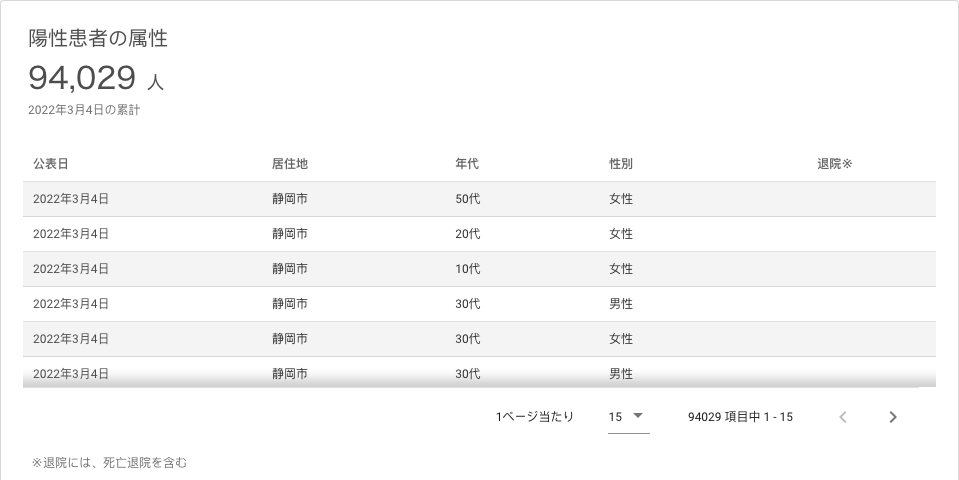 陽性患者の属性
94,029 人
2022年3月4日の累計
公表日 居住地 年代 性別 退院※
2022年3月4日 静岡市 50代 女性
2022年3月4日 静岡市 20代 女性
2022年3月4日 静岡市 10代 女性
2022年3月4日 静岡市 30代 男性
2022年3月4日 静岡市 30代 女性
2022年3月4日 静岡市 30代 男性
1ページ当たり 15 94029 項目中 1 - 15
※退院には、死亡退院を含む